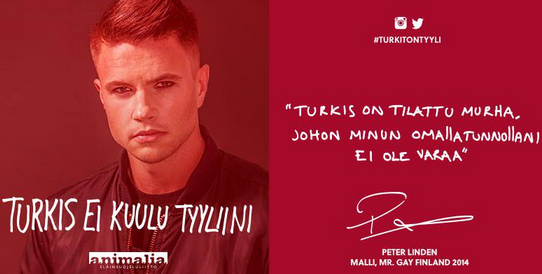 TURKIS EI KUULU TYYLIINI
animalia
ELÄINSUOJELULIITTO
#TURKITONTYYLI
"TURKIS ON TILATTU MURHA,
JOHON MINUN OMALLATUNNOLLANI
EI OLE VARAA"
PETER LINDEN
MALLI, MR. GAY FINLAND 2014